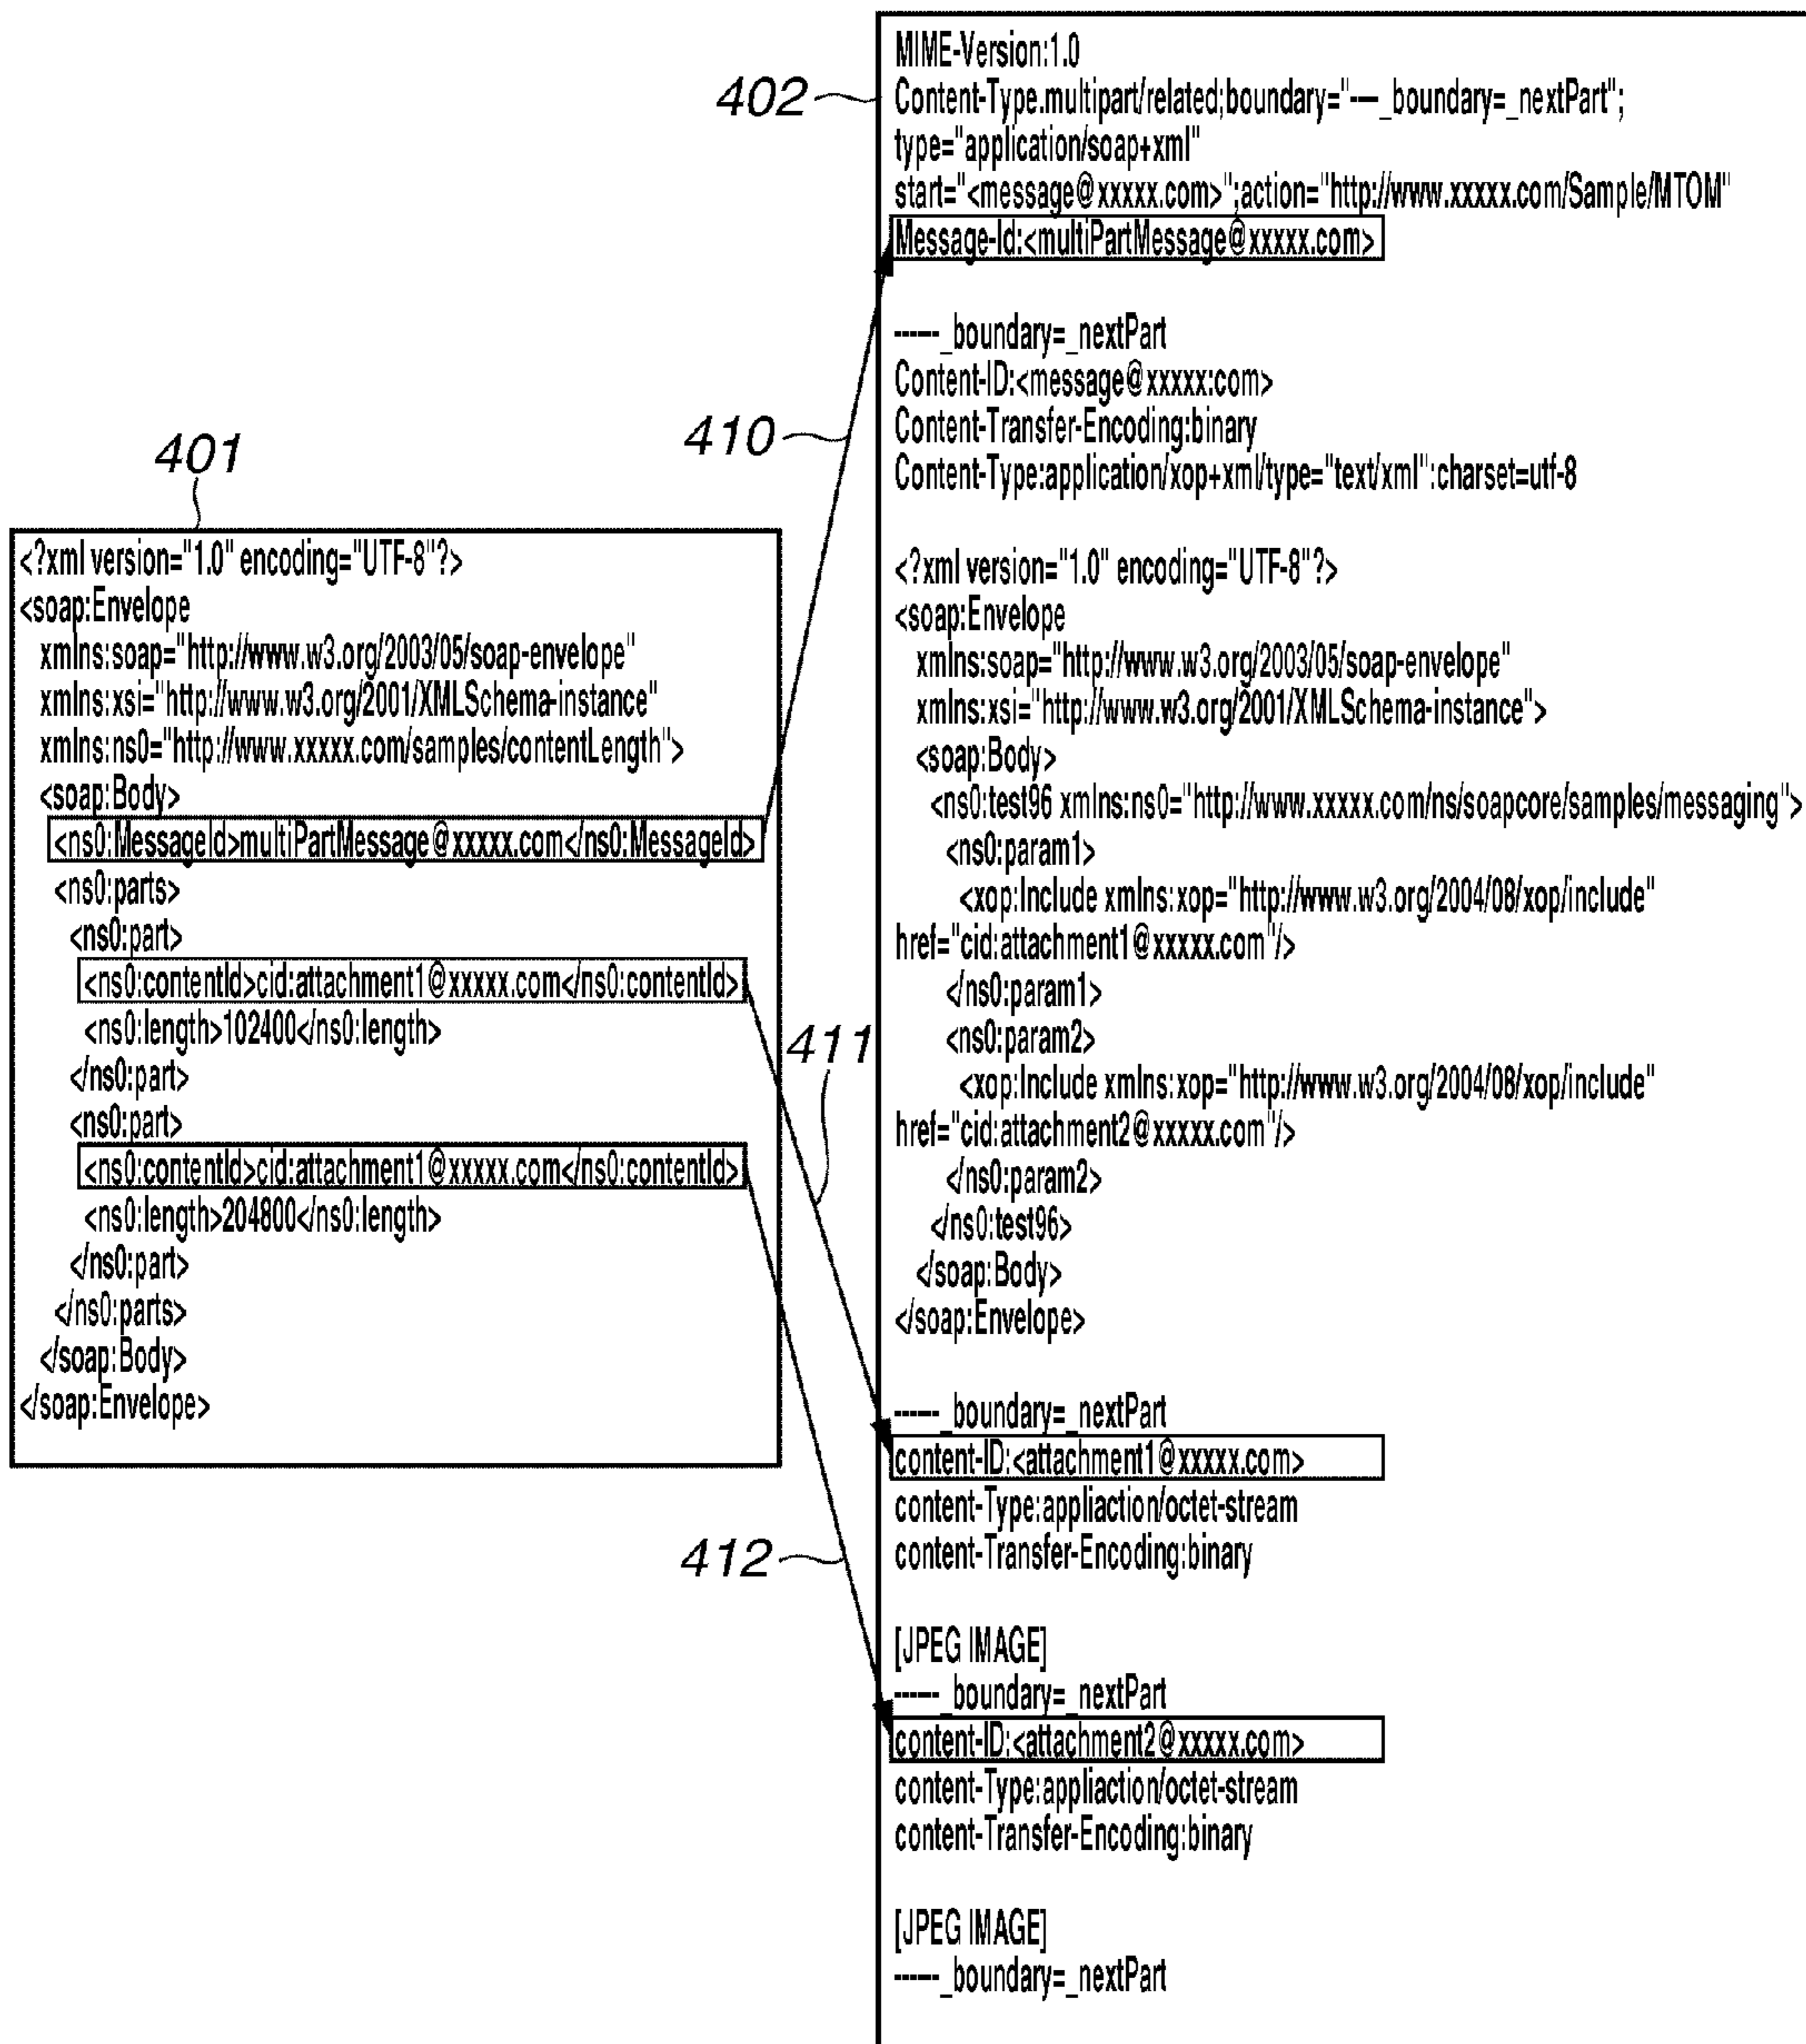 401
<?xml version="1.0" encoding="UTF-8"?>
<soap:Envelope
xmlns:soap="http://www.w3.org/2003/05/soap-envelope"
xmlns:xsi="http://www.w3.org/2001/XMLSchema-instance"
xmlns:ns0="http://www.xxxxx.com/samples/contentLength">
<soap:Body>
<ns0:MessageId>multiPartMessage@xxxxx.com</ns0:MessageId>
<ns0:parts>
<ns0:part>
<ns0:contentId>cid:attachment1@xxxxx.com</ns0:contentId>
<ns0:length>102400</ns0:length>
</ns0:part>
<ns0:part>
<ns0:contentId>cid:attachment1@xxxxx.com</ns0:contentId>
<ns0:length>204800</ns0:length>
</ns0:part>
</ns0:parts>
</soap:Body>
</soap:Envelope>
410
411
412
402
MIME-Version:1.0
Content-Type.multipart/related;boundary="----_boundary=_nextPart";
type="application/soap+xml"
start="<message@xxxxx.com>";action="http://www.xxxxx.com/Sample/MTOM"
Message-Id:<multiPartMessage@xxxxx.com>
------_boundary=_nextPart
Content-ID:<message@xxxxx:com>
Content-Transfer-Encoding:binary
Content-Type:application/xop+xml/type="text/xml":charset=utf-8
<?xml version="1.0" encoding="UTF-8"?>
<soap:Envelope
xmlns:soap="http://www.w3.org/2003/05/soap-envelope"
xmlns:xsi="http://www.w3.org/2001/XMLSchema-instance">
<soap:Body>
<ns0:test96 xmlns:ns0="http://www.xxxxx.com/ns/soapcore/samples/messaging">
<ns0:param1>
<xop:Include xmlns:xop="http://www.w3.org/2004/08/xop/include"
href="cid:attachment1@xxxxx.com"/>
</ns0:param1>
<ns0:param2>
<xop:Include xmlns:xop="http://www.w3.org/2004/08/xop/include"
href="cid:attachment2@xxxxx.com"/>
</ns0:param2>
</ns0:test96>
</soap:Body>
</soap:Envelope>
------_boundary=_nextPart
content-ID:<attachment1@xxxxx.com>
content-Type:appliaction/octet-stream
content-Transfer-Encoding:binary
[JPEG IMAGE]
------_boundary=_nextPart
content-ID:<attachment2@xxxxx.com>
content-Type:appliaction/octet-stream
content-Transfer-Encoding:binary
[JPEG IMAGE]
------_boundary=_nextPart